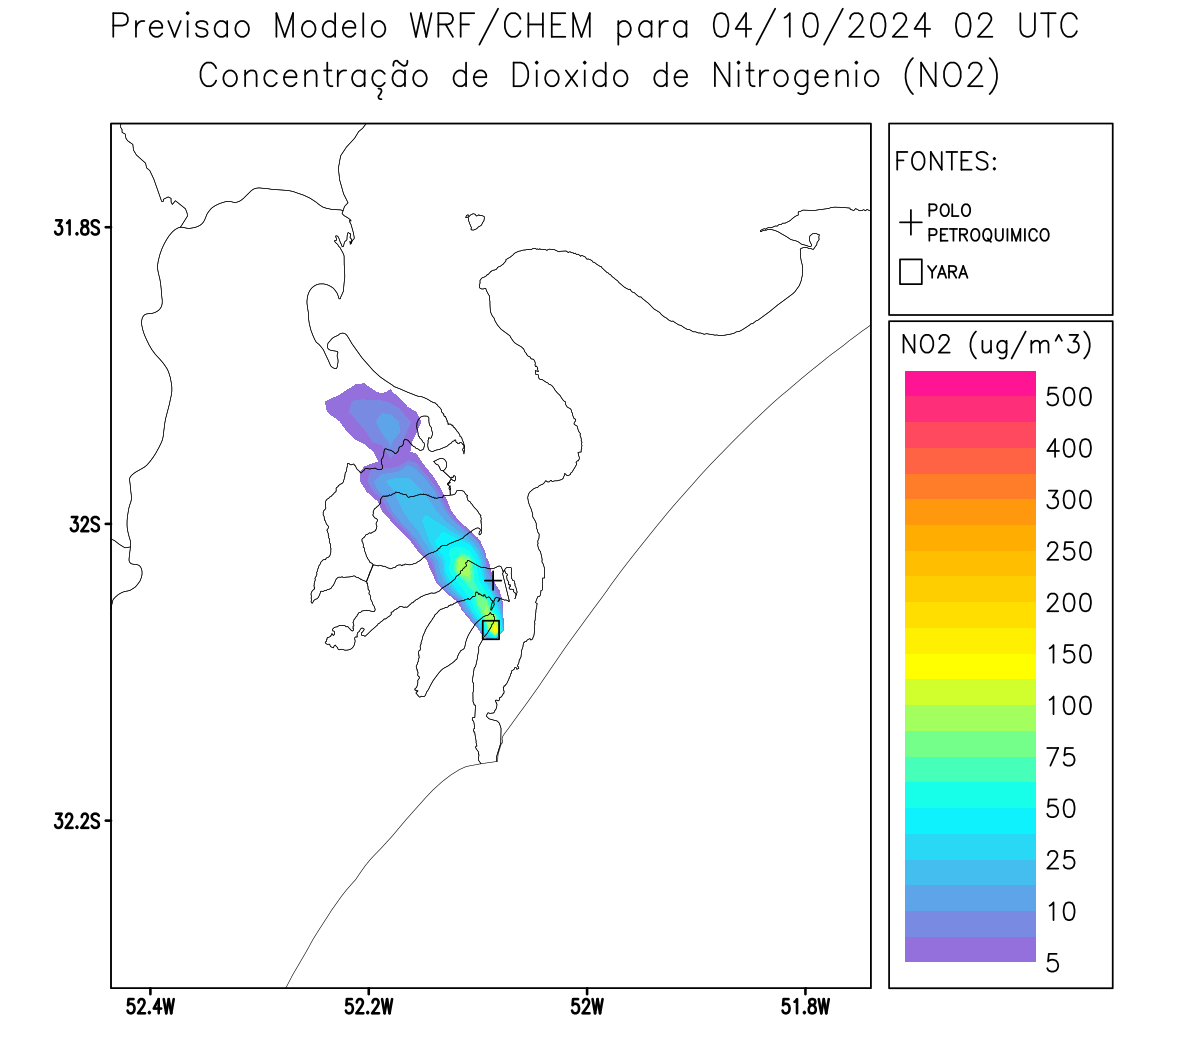 Previsao Modelo WRF/CHEM para 04/10/2024 02 UTC
Concentração de Dioxido de Nitrogenio (NO2)
FONTES:
POLO
PETROQUIMICO
YARA
NO2 (ug/m^3)
500
400
300
250
200
150
100
75
50
25
10
5
31.8S
32S
32.2S
52.4W
52.2W
52W
51.8W